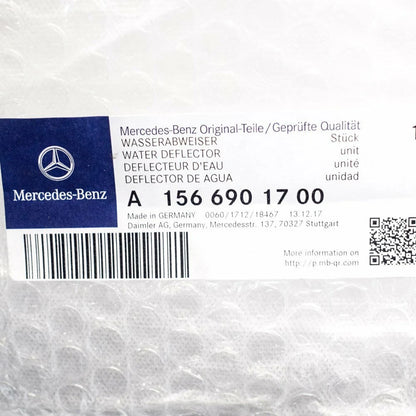 Mercedes-Benz
Mercedes-Benz Original-Teile/Geprüfte Qualität
WASSERABWEISER Stück
WATER DEFLECTOR unit
DEFLECTEUR D'EAU unité
DEFLECTOR DE AGUA unidad
A 156 690 17 00
Made in GERMANY 0060/1712/18467 13.12.17
Daimler AG, Germany, Mercedesstr. 137, 70327 Stuttgart
More information on
http://p.mb-qr.com/
1